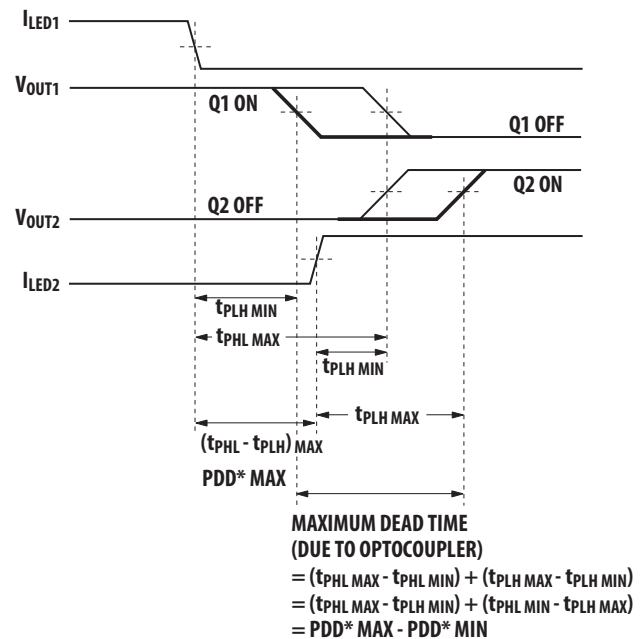 ILED1
VOUT1
Q1 ON
Q1 OFF
Q2 OFF
Q2 ON
VOUT2
ILED2
tPLH MIN
tPHL MAX
tPLH MIN
tPLH MAX
(tPHL - tPLH) MAX
PDD* MAX
MAXIMUM DEAD TIME
(DUE TO OPTOCOUPLER)
= (tPHL MAX - tPHL MIN) + (tPLH MAX - tPLH MIN)
= (tPHL MAX - tPLH MIN) + (tPHL MIN - tPLH MAX)
= PDD* MAX - PDD* MIN